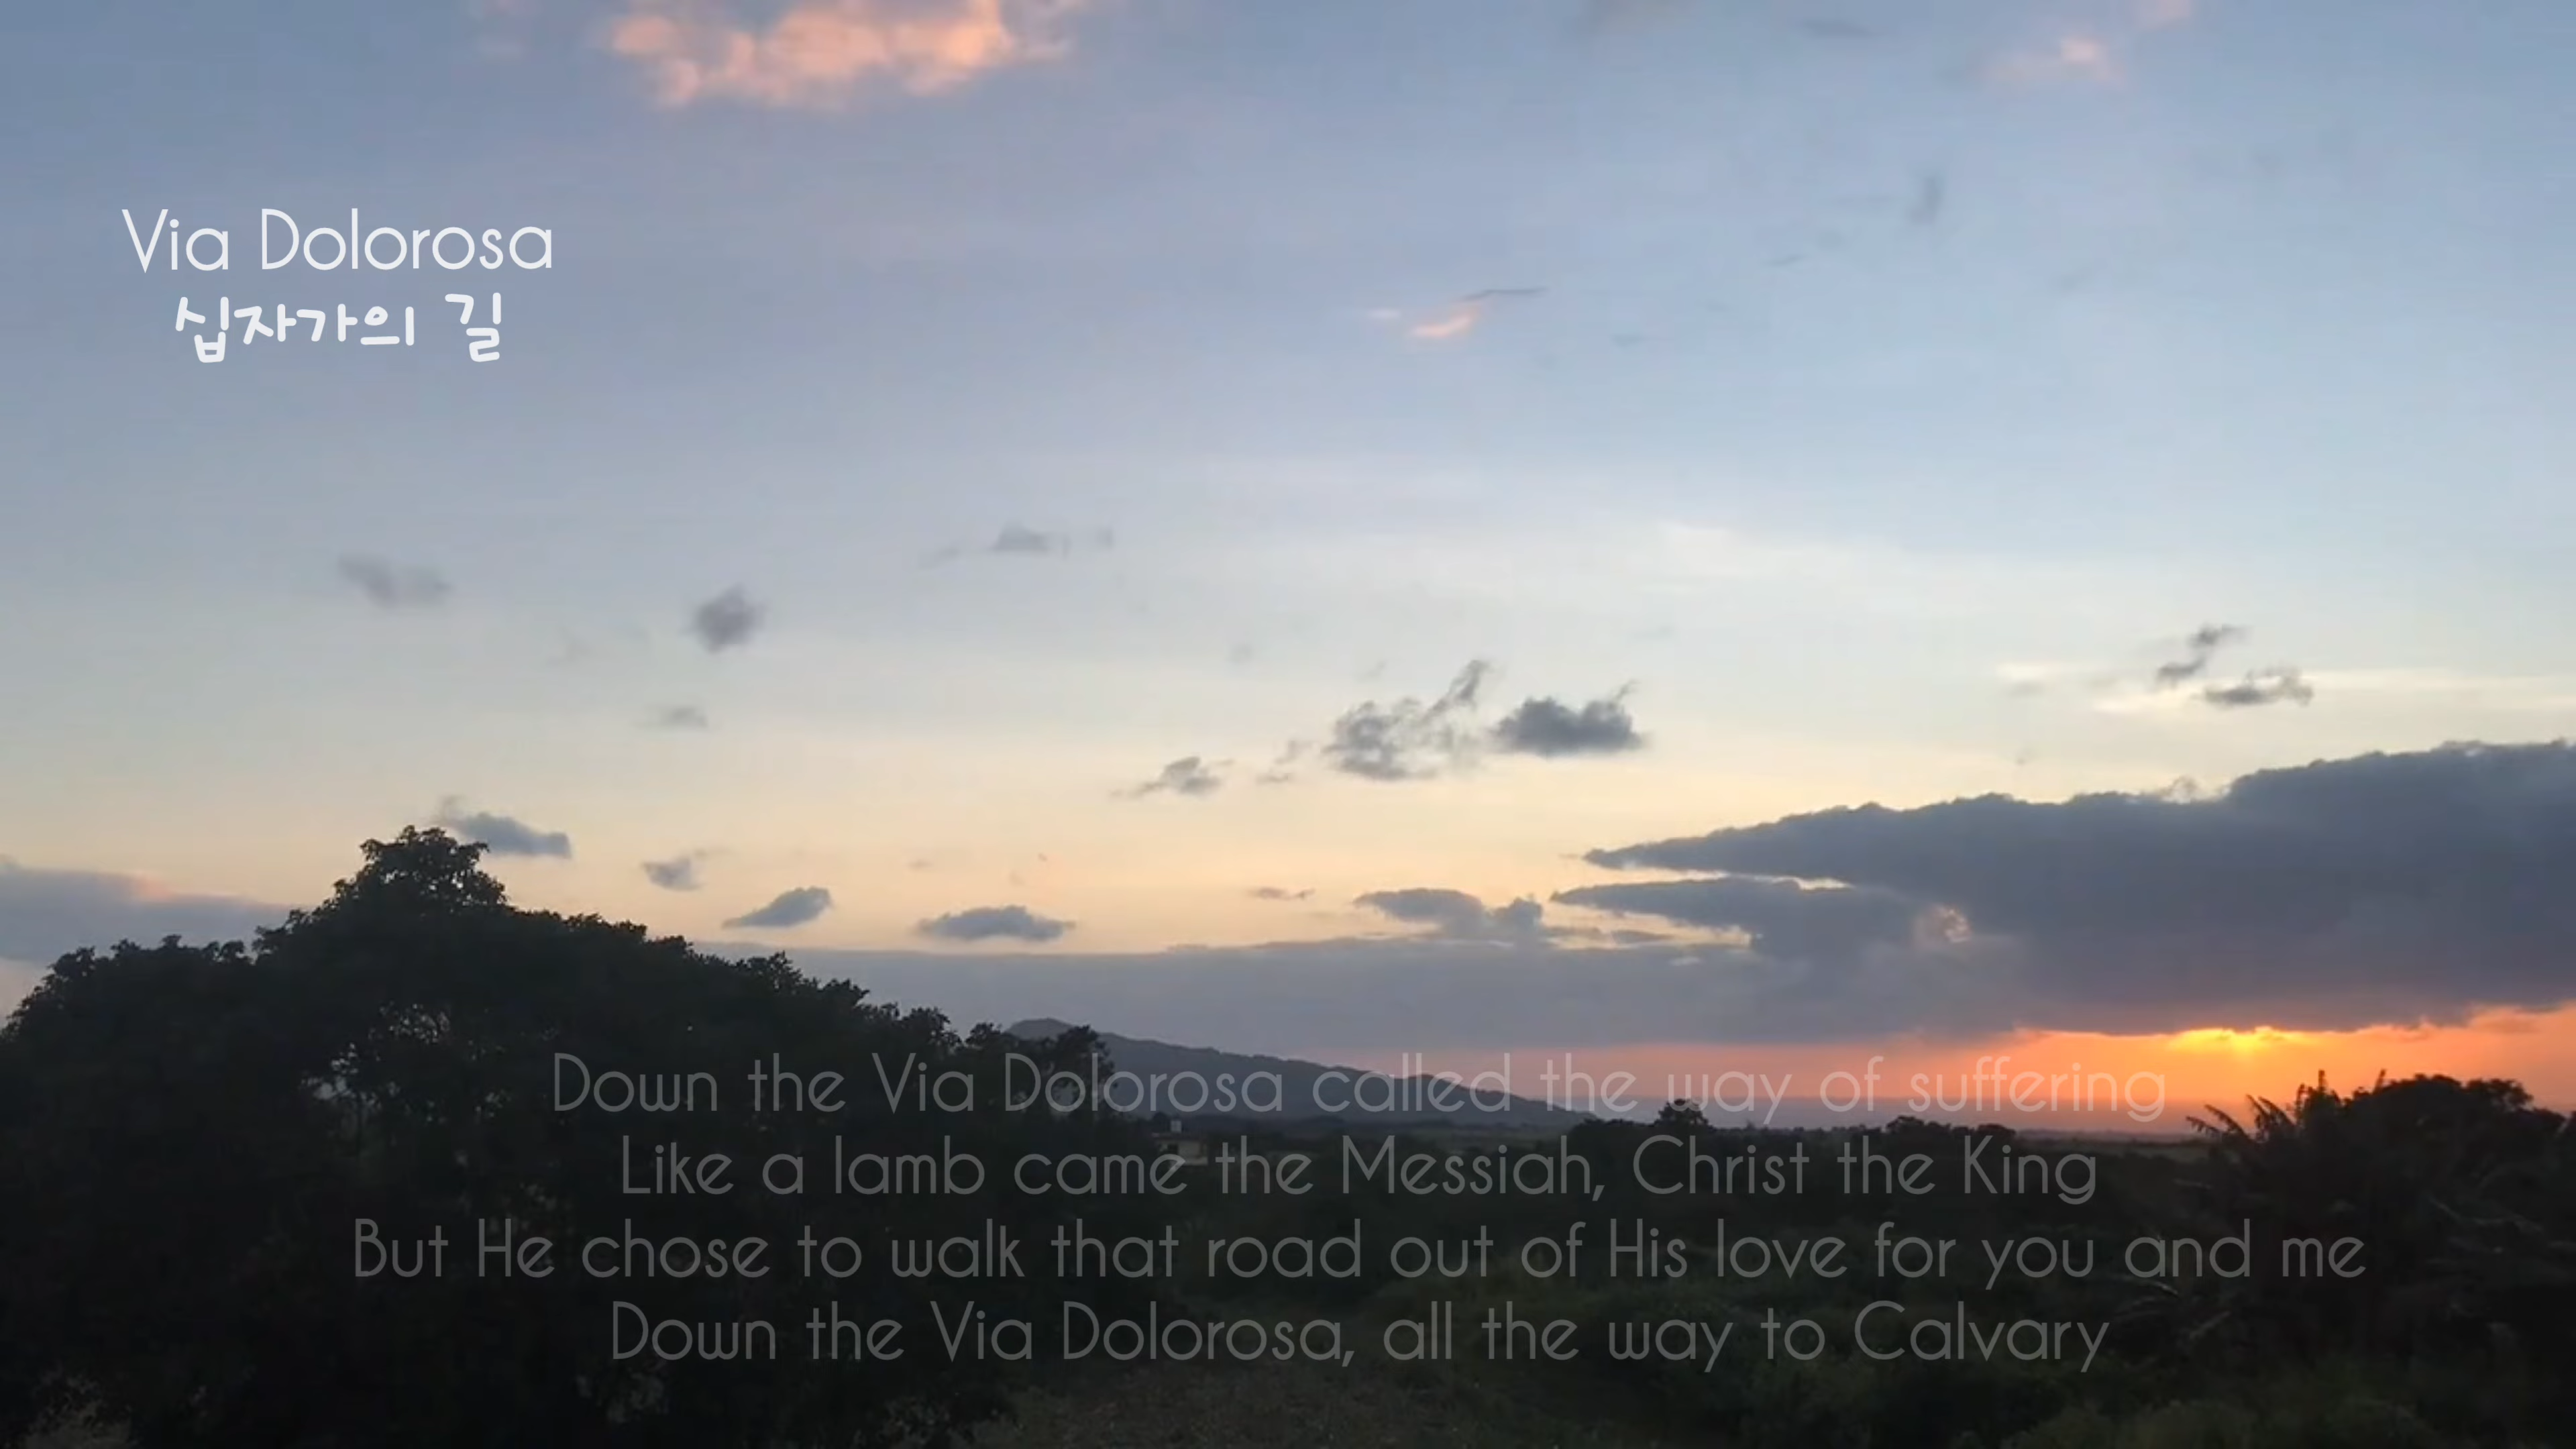 Via Dolorosa
십자가의 길
Down the Via Dolorosa called the way of suffering
Like a lamb came the Messiah, Christ the King
But He chose to walk that road out of His love for you and me
Down the Via Dolorosa, all the way to Calvary